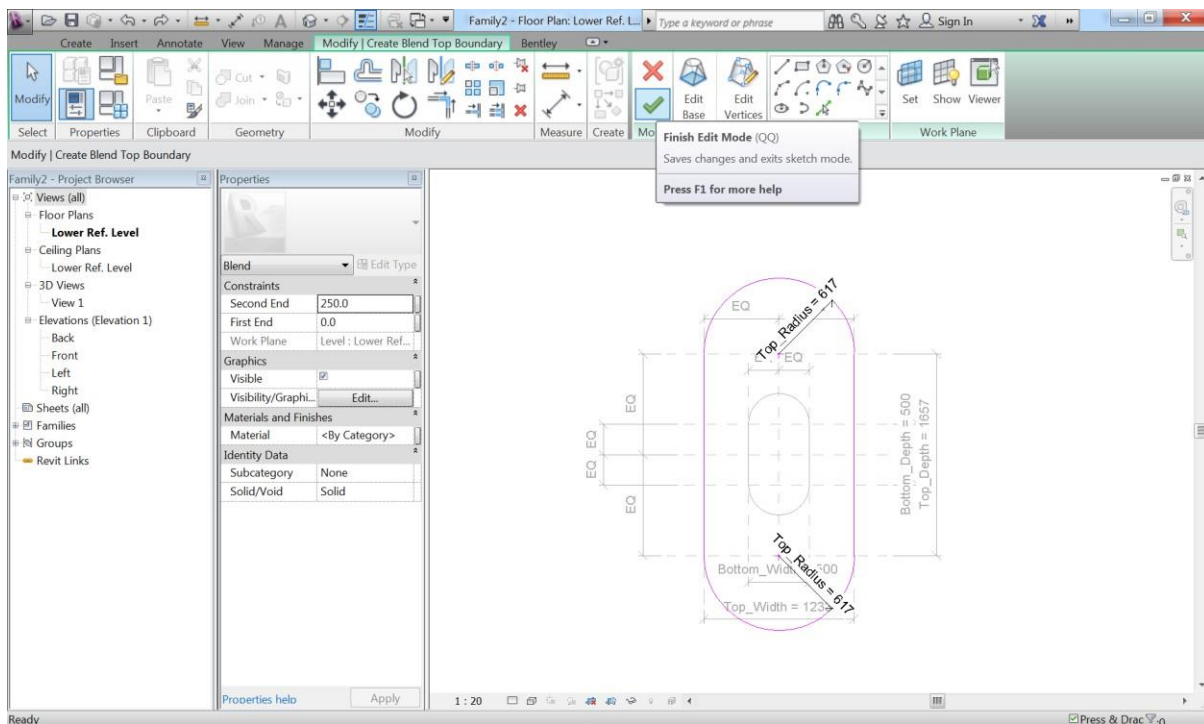 Family2 - Floor Plan: Lower Ref. L...
Type a keyword or phrase
Sign In
Create Insert Annotate View Manage Modify | Create Blend Top Boundary Bentley
Modify
Paste
Cut
Join
Edit Base
Edit Vertices
Set Show Viewer
Select Properties Clipboard Geometry Modify Measure Create Work Plane
Finish Edit Mode (QQ)
Saves changes and exits sketch mode.
Press F1 for more help
Modify | Create Blend Top Boundary
Family2 - Project Browser
Views (all)
Floor Plans
Lower Ref. Level
Ceiling Plans
Lower Ref. Level
3D Views
View 1
Elevations (Elevation 1)
Back
Front
Left
Right
Sheets (all)
Families
Groups
Revit Links
Properties
Blend
Edit Type
Constraints
Second End 250.0
First End 0.0
Work Plane Level : Lower Ref...
Graphics
Visible
Visibility/Graphi... Edit...
Materials and Finishes
Material <By Category>
Identity Data
Subcategory None
Solid/Void Solid
Properties help
Apply
EQ
Top_Radius = 617
EQ
EQ
EQ
EQ
EQ
Bottom_Depth = 500
Top_Depth = 1657
Top_Radius = 617
Top_Width = 123
1 : 20
Ready
Press & Drac
:0